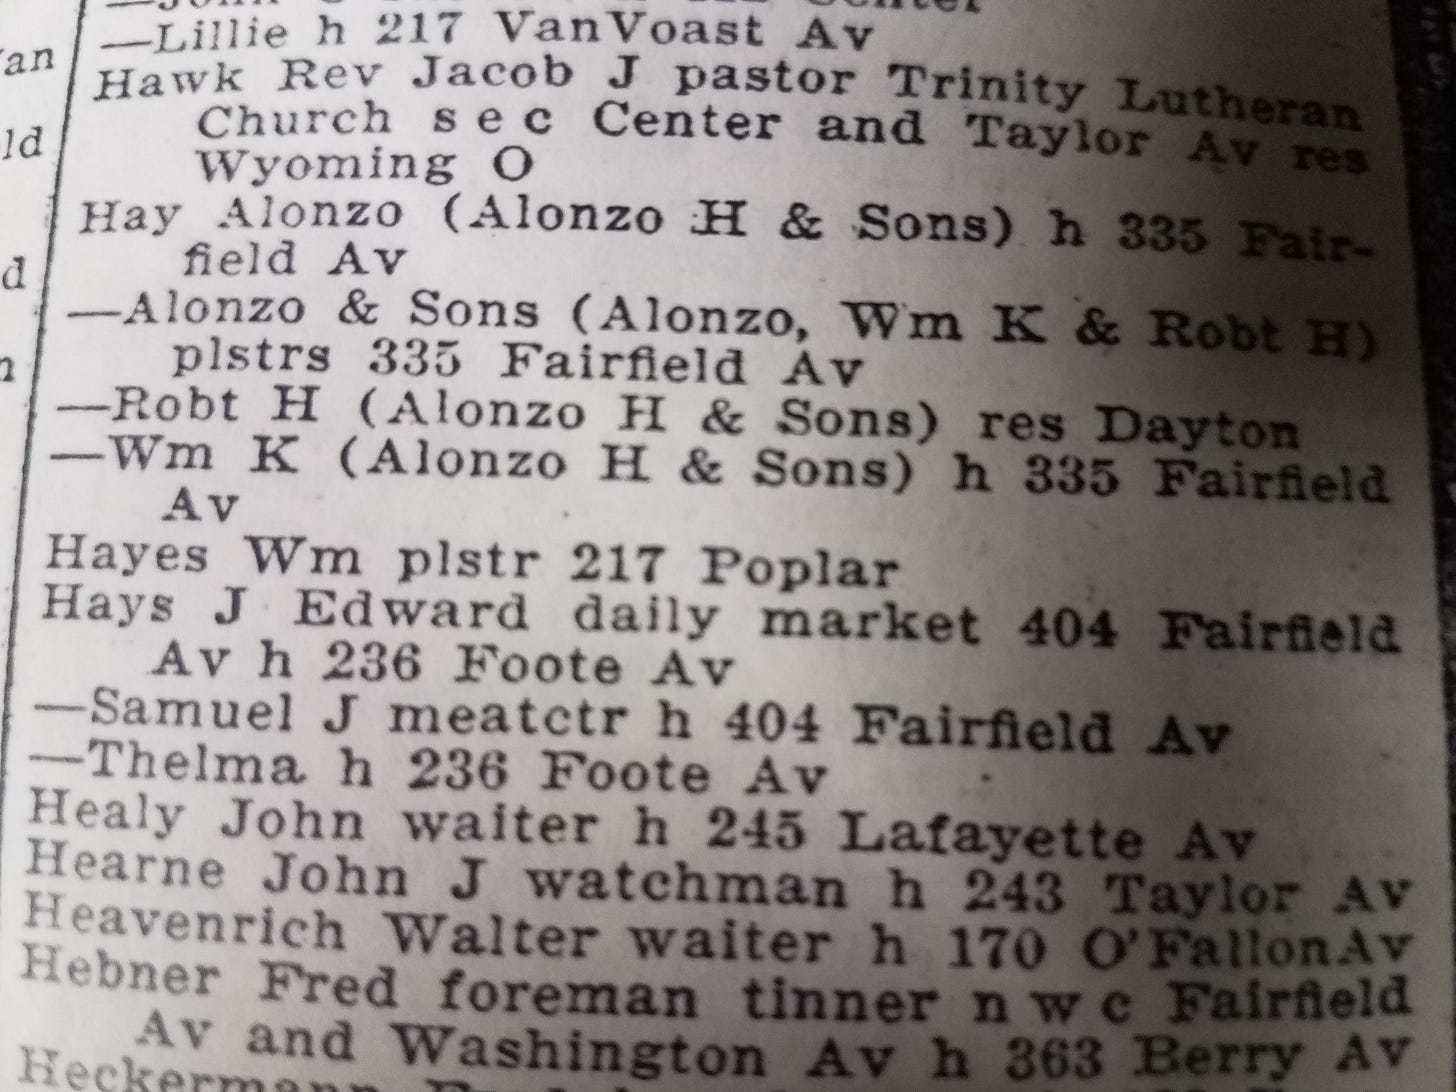 Center
—Lillie h 217 VanVoast Av
Hawk Rev Jacob J pastor Trinity Lutheran
Church s e c Center and Taylor Av res
Wyoming O
Hay Alonzo (Alonzo H & Sons) h 335 Fair-
field Av
—Alonzo & Sons (Alonzo, Wm K & Robt H)
plstrs 335 Fairfield Av
—Robt H (Alonzo H & Sons) res Dayton
—Wm K (Alonzo H & Sons) h 335 Fairfield
Av
Hayes Wm plstr 217 Poplar
Hays J Edward daily market 404 Fairfield
Av h 236 Foote Av
—Samuel J meatctr h 404 Fairfield Av
—Thelma h 236 Foote Av
Healy John waiter h 245 Lafayette Av
Hearne John J watchman h 243 Taylor Av
Heavenrich Walter waiter h 170 O'FallonAv
Hebner Fred foreman tinner n w c Fairfield
Av and Washington Av h 363 Berry Av
Heckermann